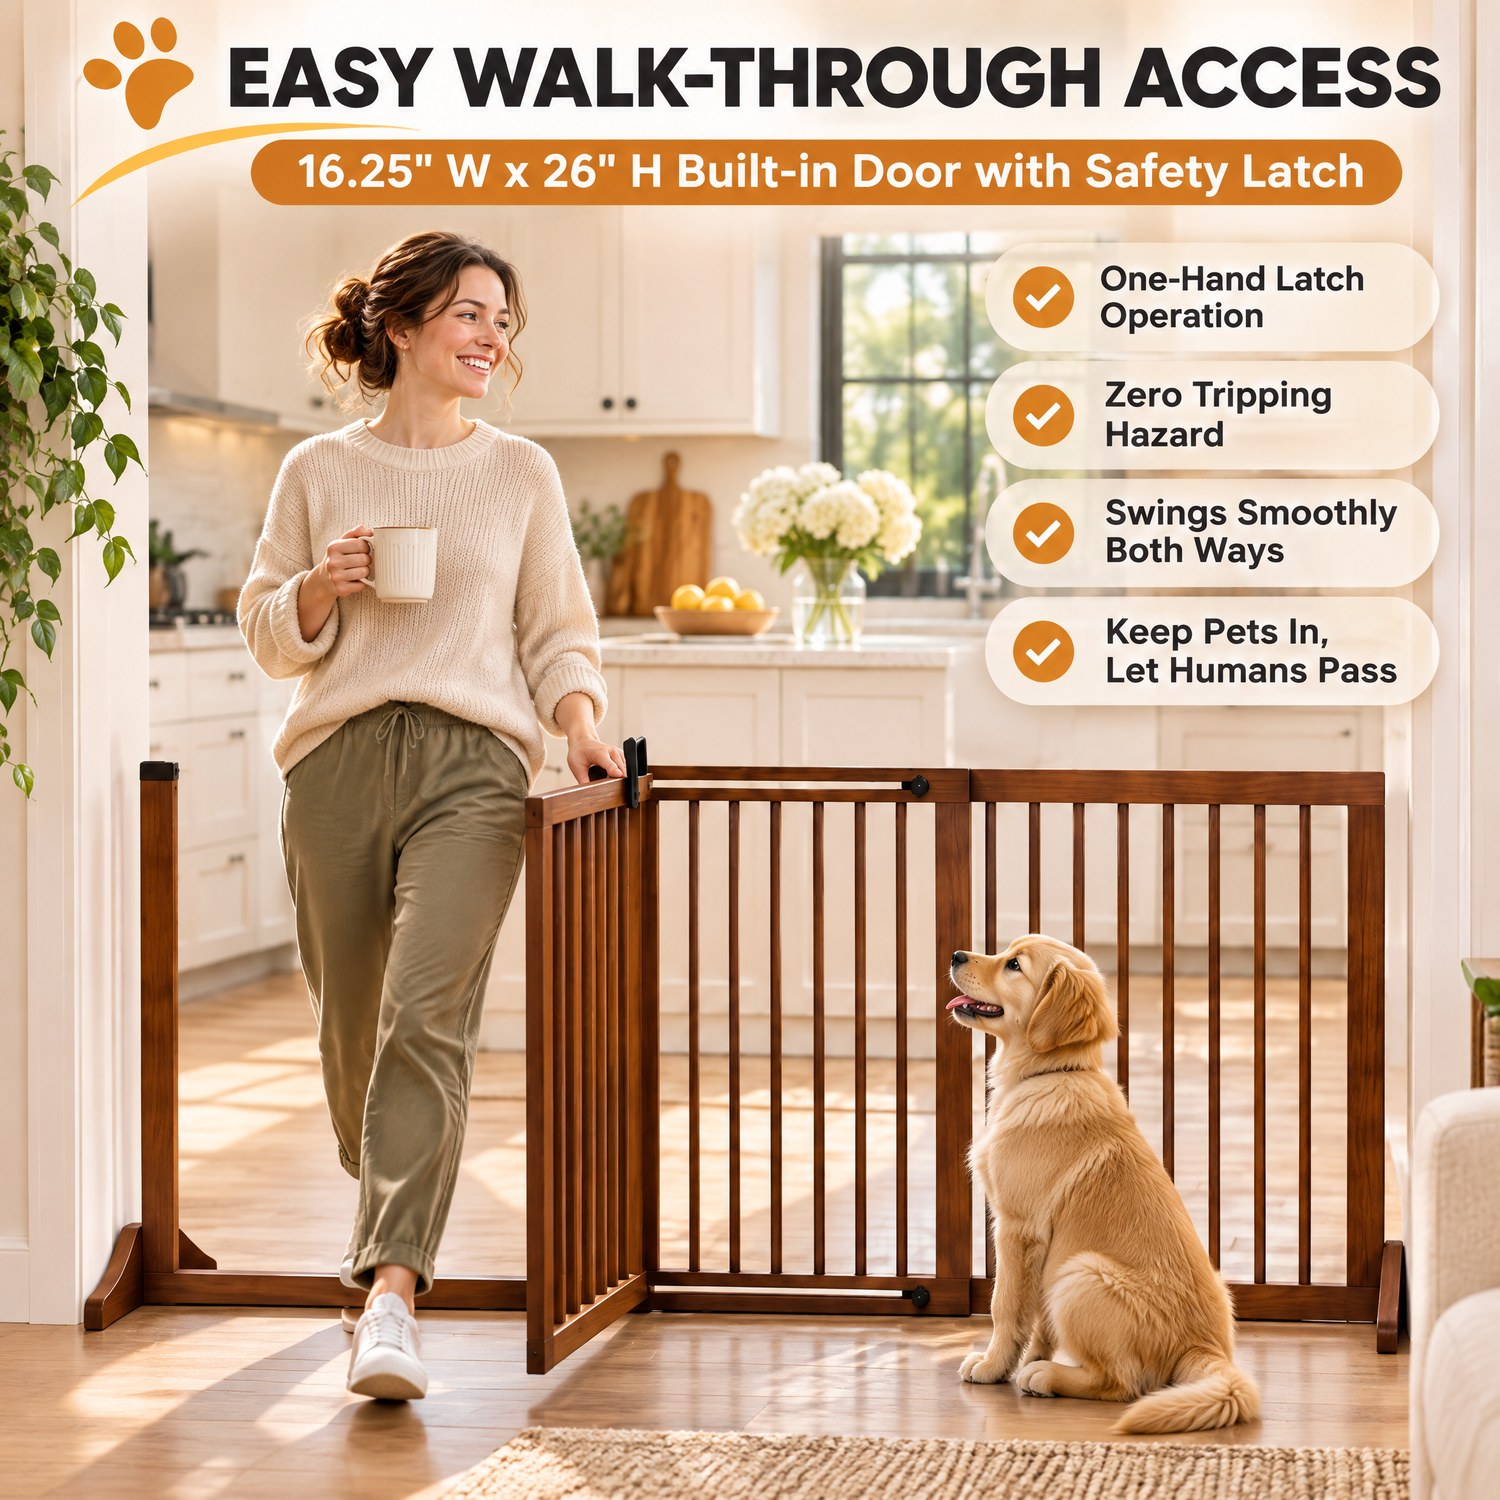 EASY WALK-THROUGH ACCESS
16.25" W x 26" H Built-in Door with Safety Latch
One-Hand Latch
Operation
Zero Tripping
Hazard
Swings Smoothly
Both Ways
Keep Pets In,
Let Humans Pass